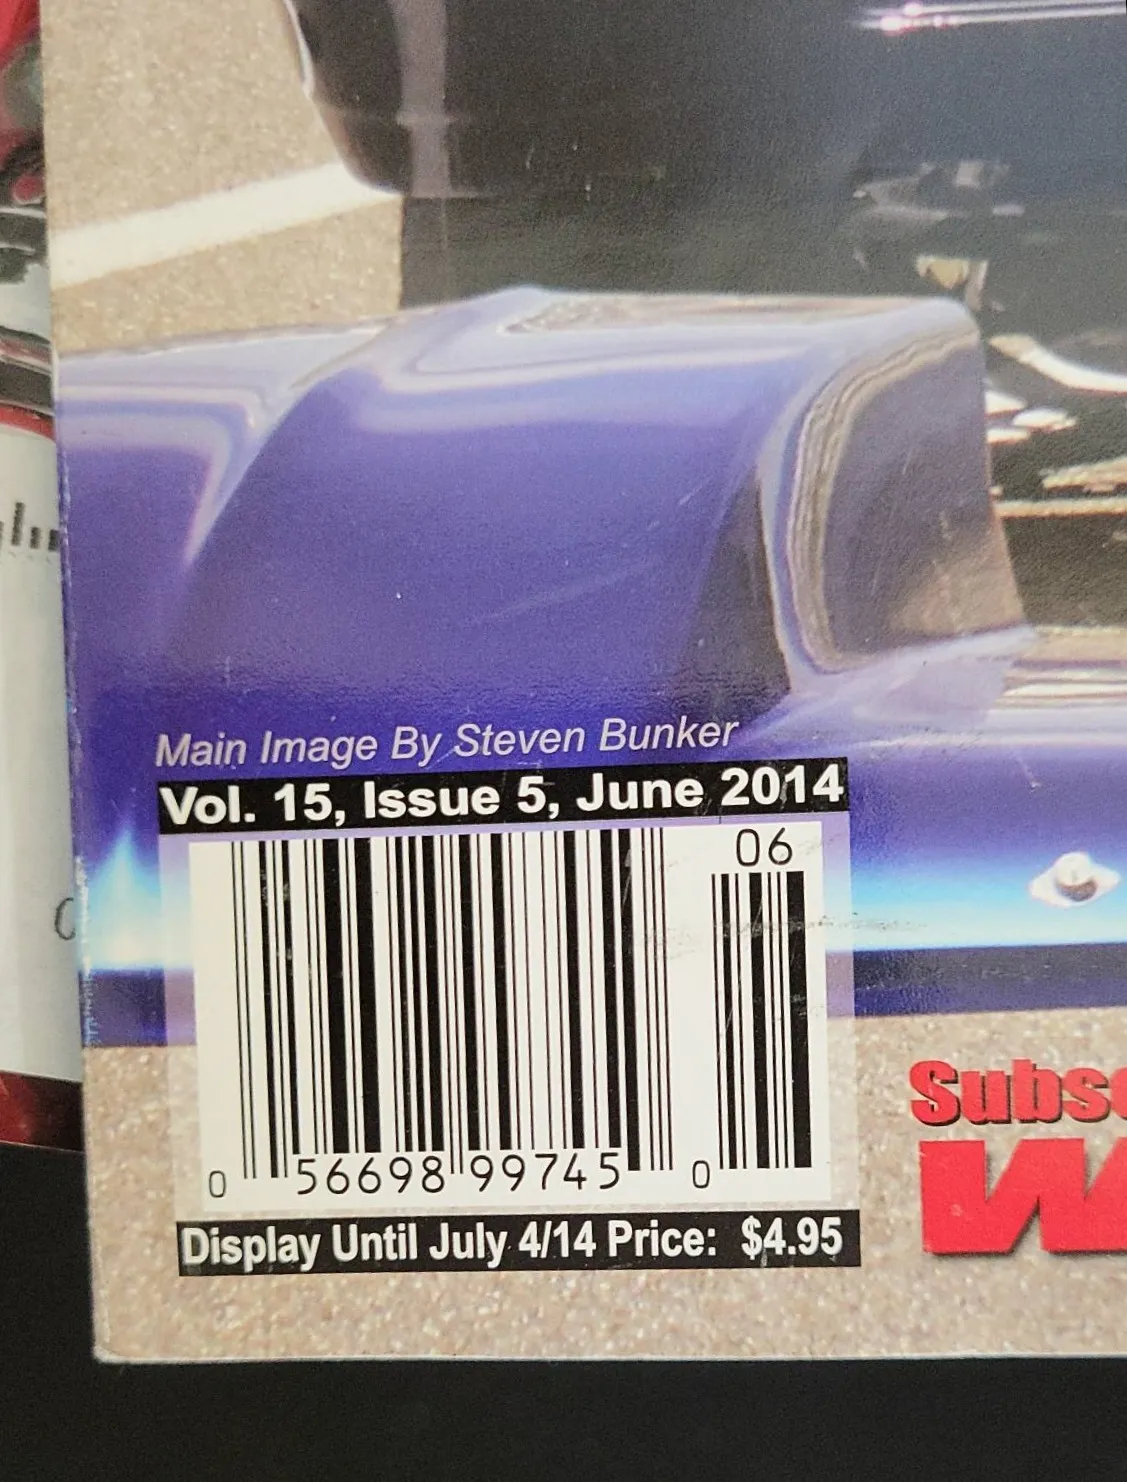 Main Image By Steven Bunker
Vol. 15, Issue 5, June 2014
06
0 56698 99745 0
Display Until July 4/14 Price: $4.95